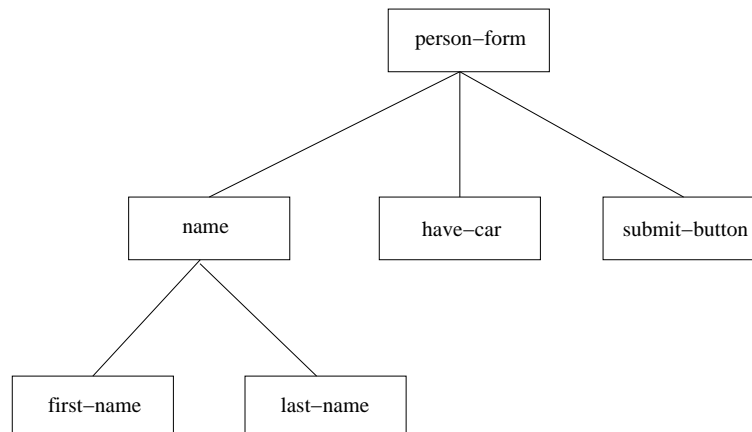 person−form
name
have−car
submit−button
first−name
last−name